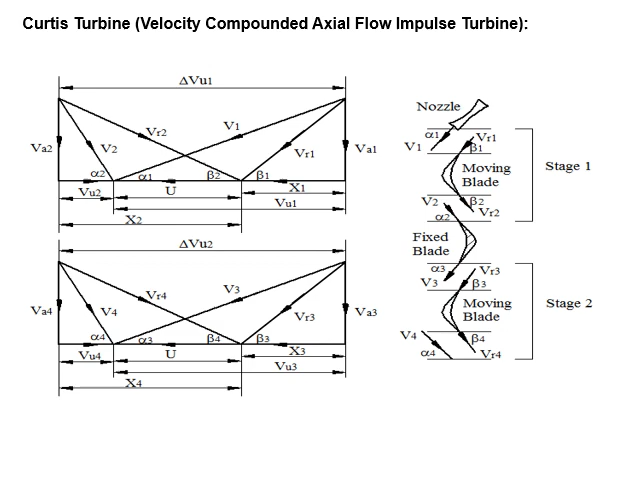 Curtis Turbine (Velocity Compounded Axial Flow Impulse Turbine):
ΔVu1
V1
Vr2
Va2
V2
Vr1
Va1
α2
α1
β2
β1
Vu2
U
X1
Vu1
X2
ΔVu2
V3
Vr4
Va4
V4
Vr3
Va3
α4
α3
β4
β3
Vu4
U
X3
Vu3
X4
Nozzle
α1
Vr1
V1
β1
Moving
Blade
Stage 1
V2
β2
Vr2
α2
Fixed
Blade
α3
Vr3
V3
β3
Moving
Blade
Stage 2
V4
β4
α4
Vr4